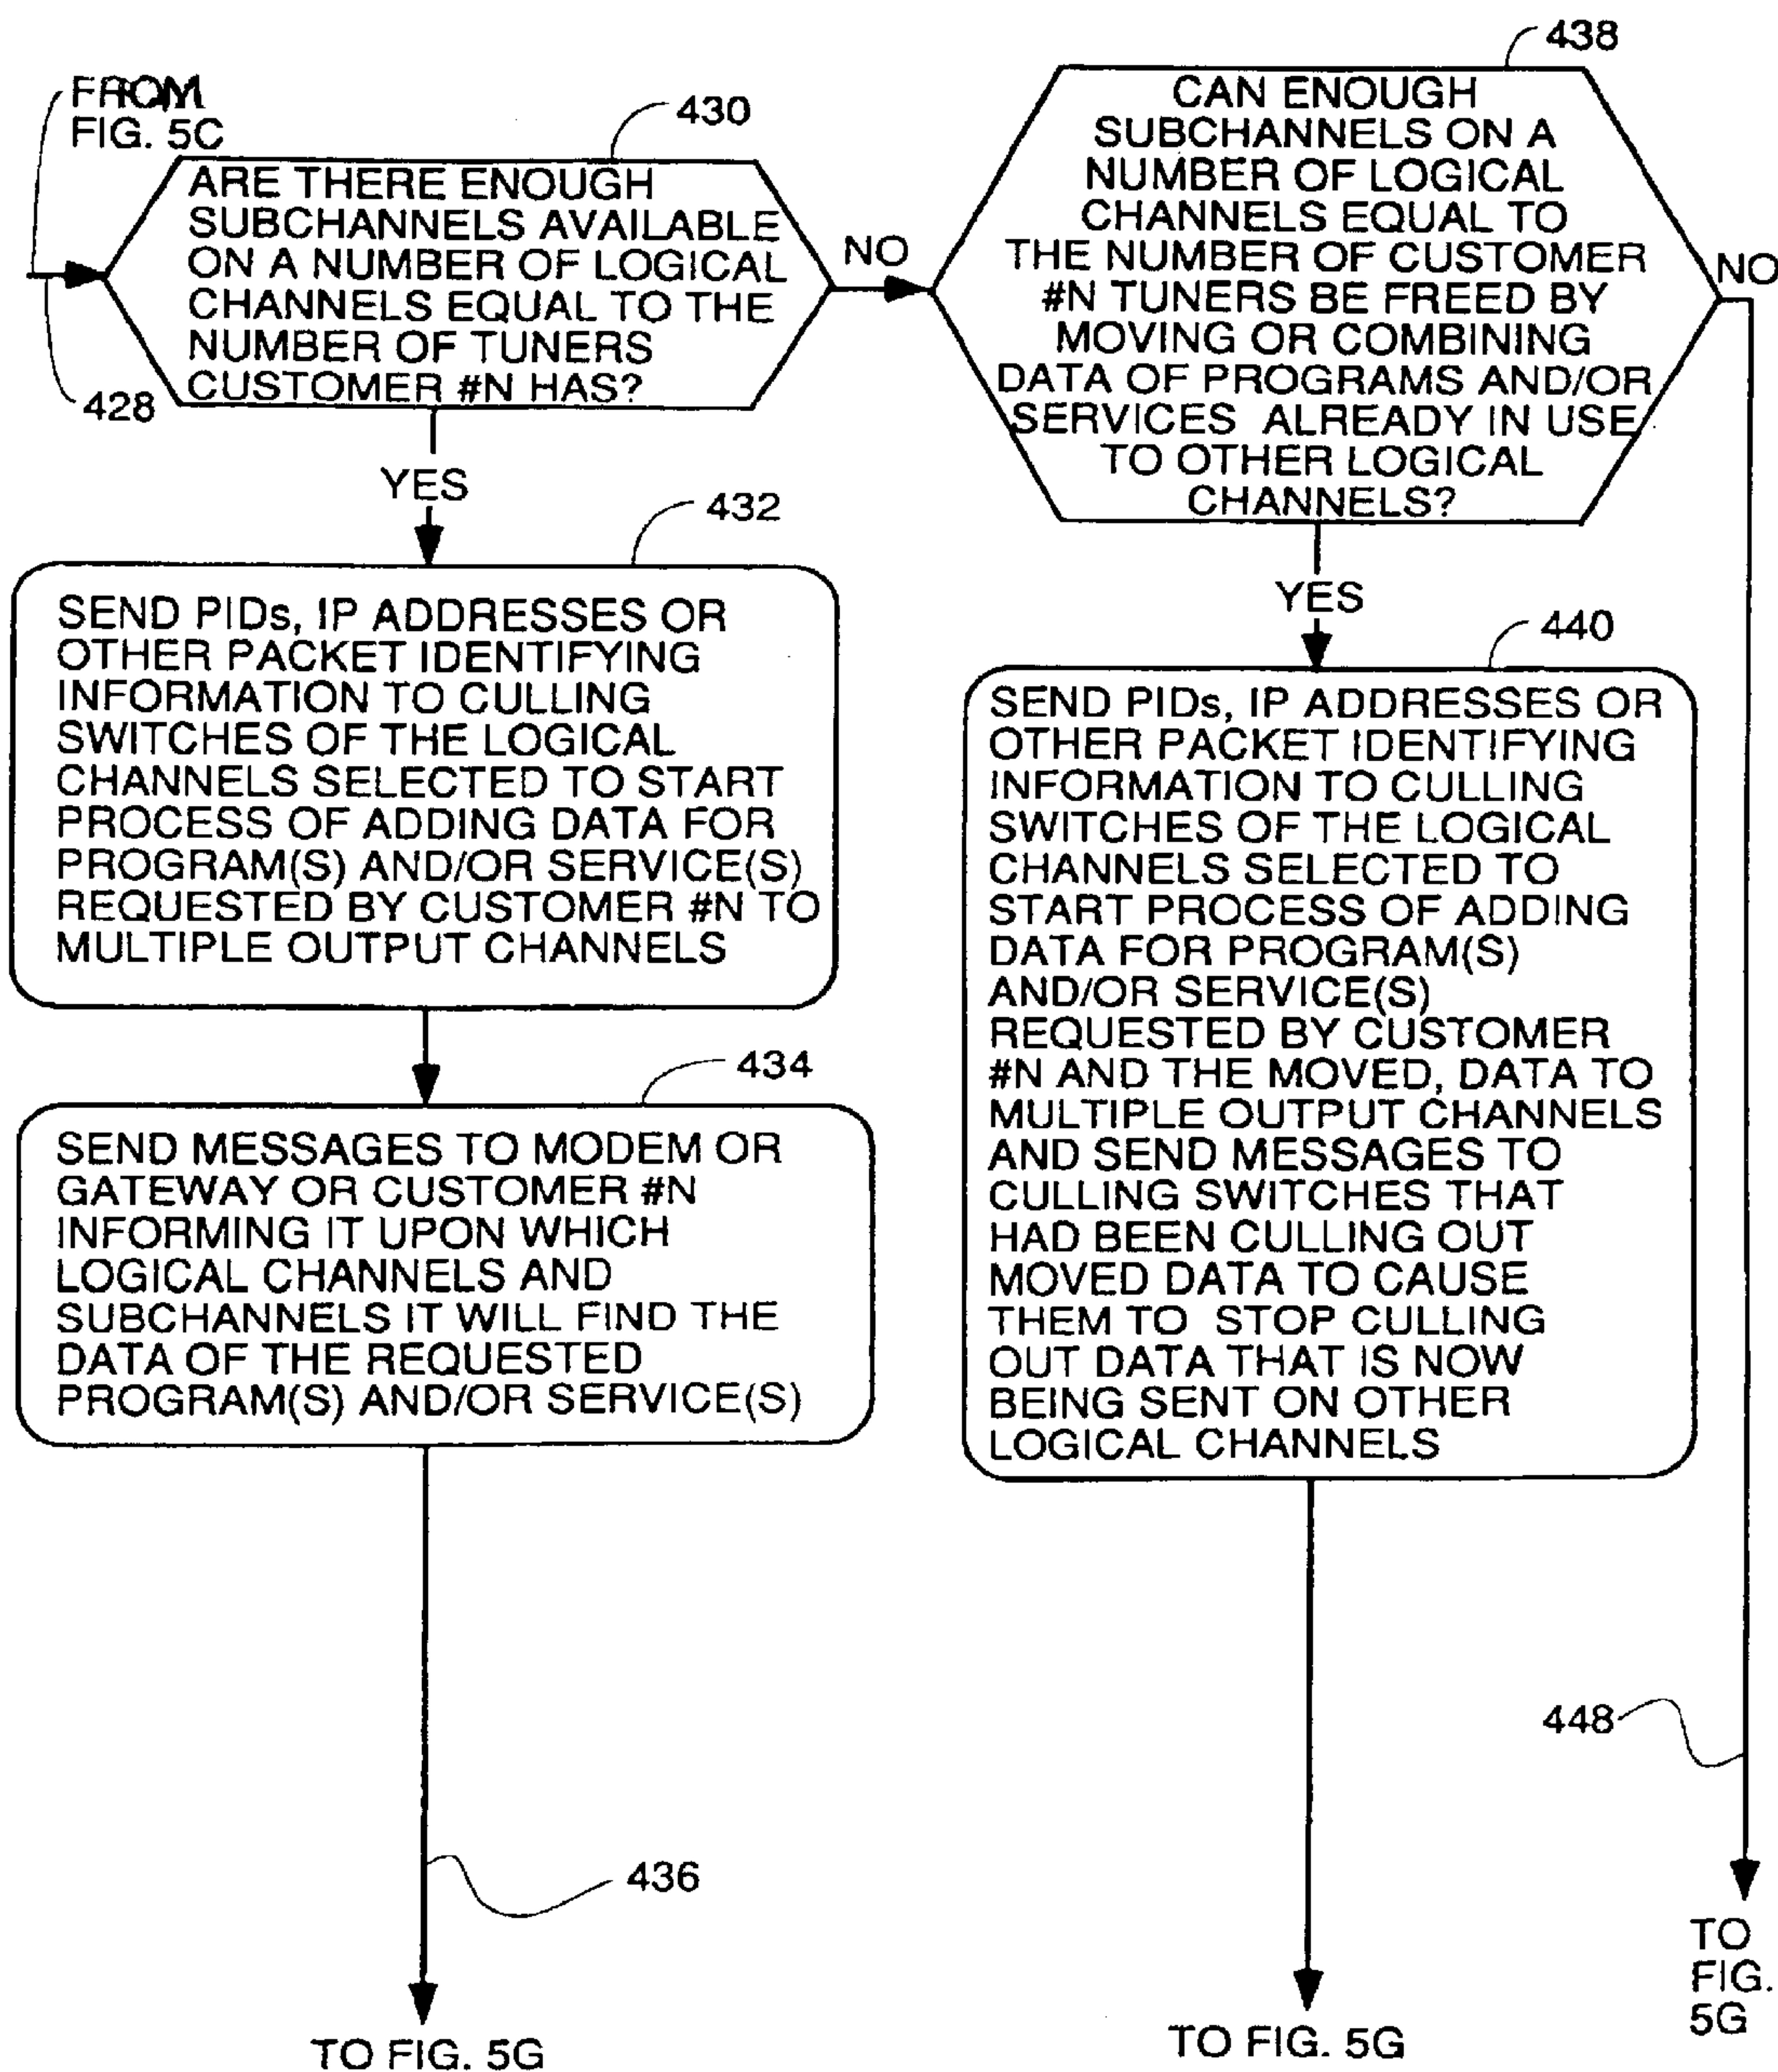 FROM
FIG. 5C
428
430
ARE THERE ENOUGH
SUBCHANNELS AVAILABLE
ON A NUMBER OF LOGICAL
CHANNELS EQUAL TO THE
NUMBER OF TUNERS
CUSTOMER #N HAS?
NO
YES
432
SEND PIDs, IP ADDRESSES OR
OTHER PACKET IDENTIFYING
INFORMATION TO CULLING
SWITCHES OF THE LOGICAL
CHANNELS SELECTED TO START
PROCESS OF ADDING DATA FOR
PROGRAM(S) AND/OR SERVICE(S)
REQUESTED BY CUSTOMER #N TO
MULTIPLE OUTPUT CHANNELS
434
SEND MESSAGES TO MODEM OR
GATEWAY OR CUSTOMER #N
INFORMING IT UPON WHICH
LOGICAL CHANNELS AND
SUBCHANNELS IT WILL FIND THE
DATA OF THE REQUESTED
PROGRAM(S) AND/OR SERVICE(S)
436
TO FIG. 5G
438
CAN ENOUGH
SUBCHANNELS ON A
NUMBER OF LOGICAL
CHANNELS EQUAL TO
THE NUMBER OF CUSTOMER
#N TUNERS BE FREED BY
MOVING OR COMBINING
DATA OF PROGRAMS AND/OR
SERVICES ALREADY IN USE
TO OTHER LOGICAL
CHANNELS?
NO
YES
440
SEND PIDs, IP ADDRESSES OR
OTHER PACKET IDENTIFYING
INFORMATION TO CULLING
SWITCHES OF THE LOGICAL
CHANNELS SELECTED TO
START PROCESS OF ADDING
DATA FOR PROGRAM(S)
AND/OR SERVICE(S)
REQUESTED BY CUSTOMER
#N AND THE MOVED, DATA TO
MULTIPLE OUTPUT CHANNELS
AND SEND MESSAGES TO
CULLING SWITCHES THAT
HAD BEEN CULLING OUT
MOVED DATA TO CAUSE
THEM TO STOP CULLING
OUT DATA THAT IS NOW
BEING SENT ON OTHER
LOGICAL CHANNELS
TO FIG. 5G
448
TO
FIG.
5G